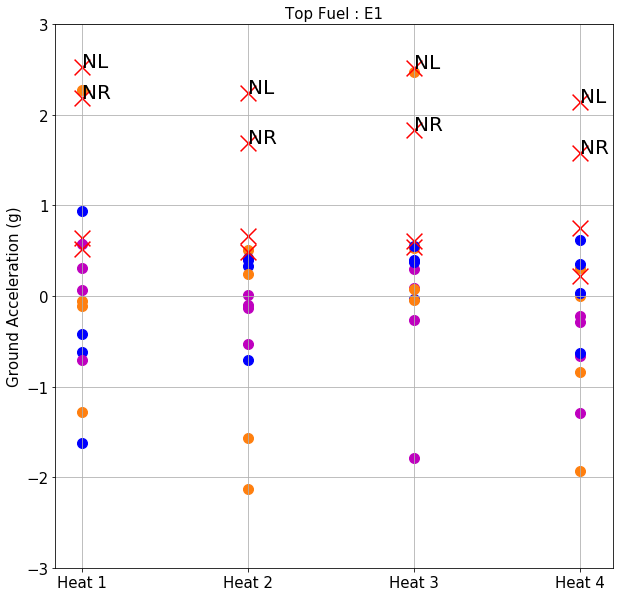 Top Fuel : E1
Ground Acceleration (g)
3
2
1
0
−1
−2
−3
NL
NR
NL
NR
NL
NR
NL
NR
Heat 1
Heat 2
Heat 3
Heat 4